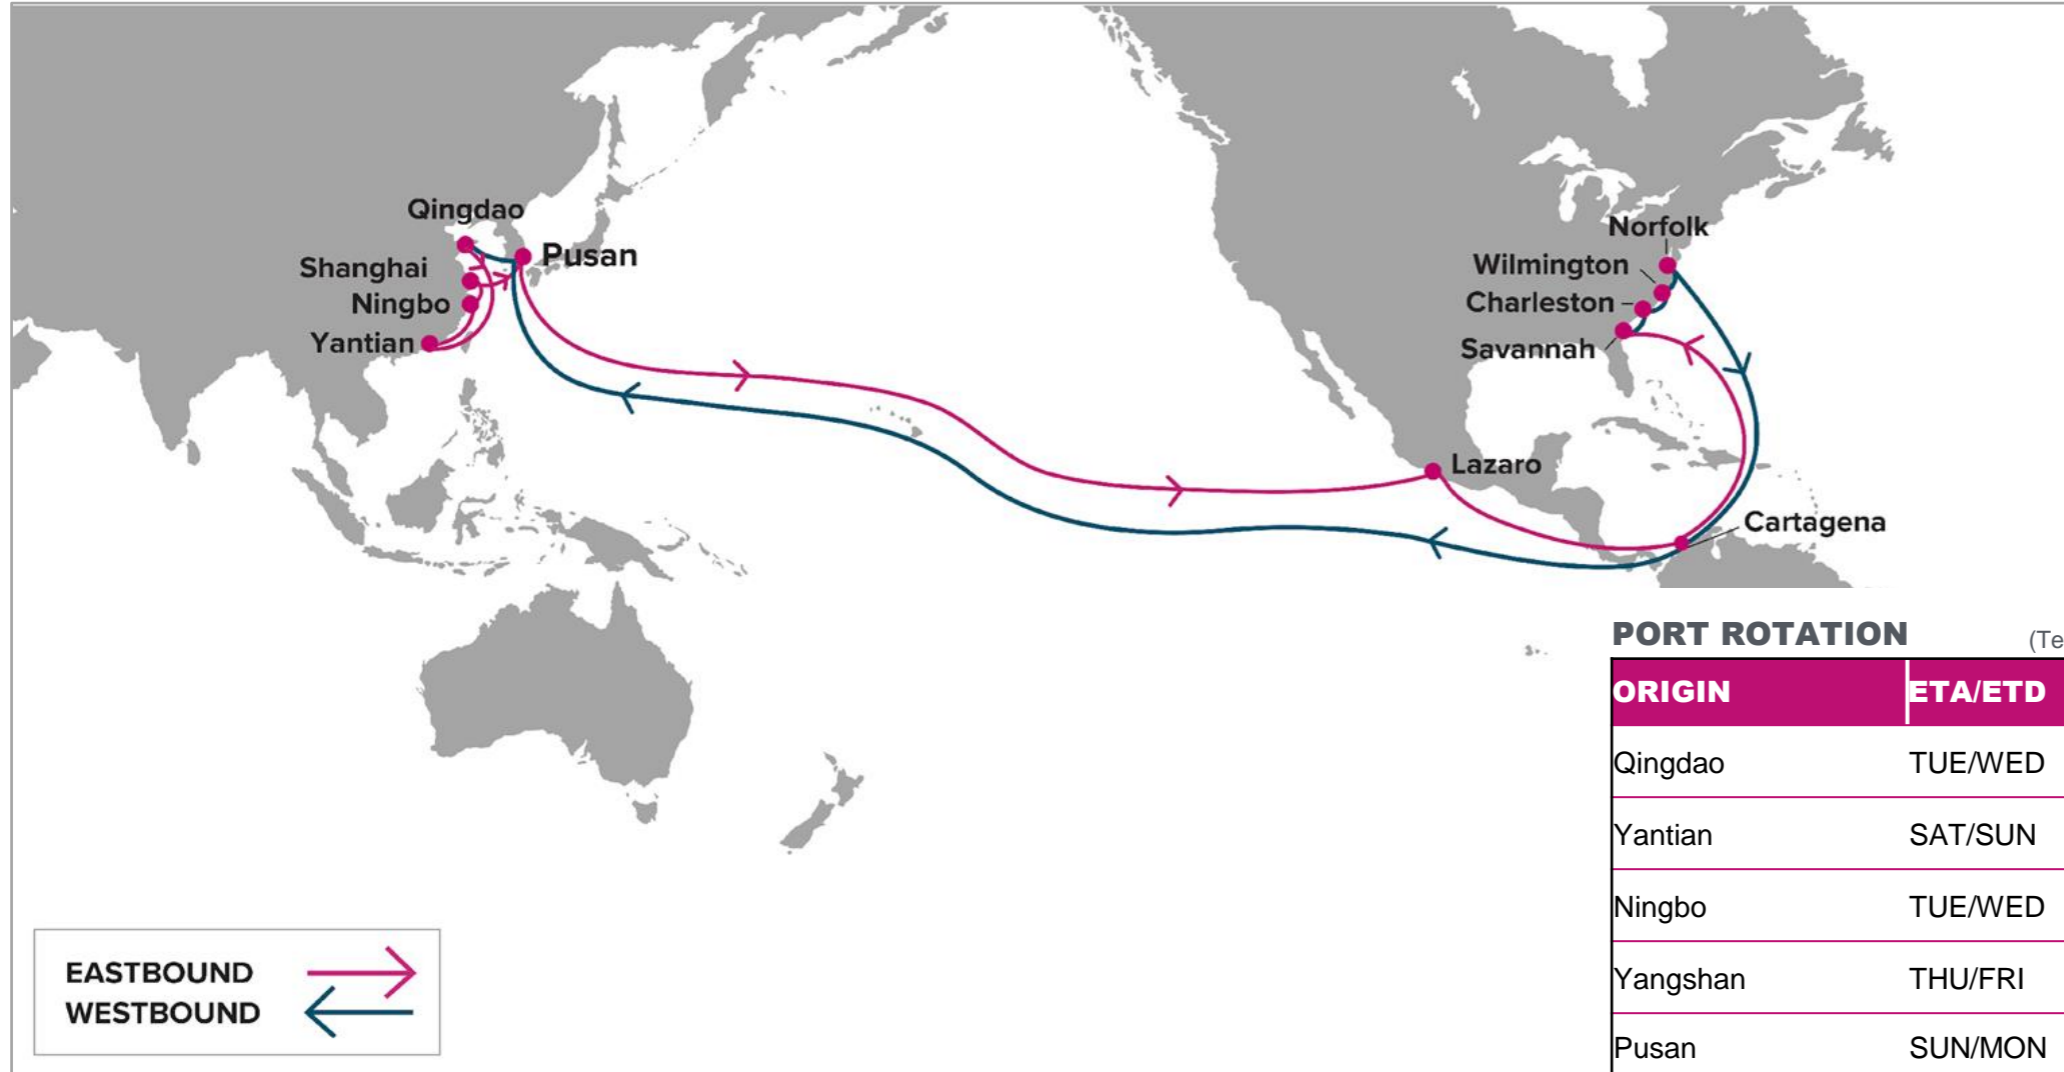 Qingdao
Pusan
Shanghai
Ningbo
Yantian
Norfolk
Wilmington
Charleston
Savannah
Lazaro
Cartagena
EASTBOUND
WESTBOUND
PORT ROTATION (Te
ORIGIN ETA/ETD
Qingdao TUE/WED
Yantian SAT/SUN
Ningbo TUE/WED
Yangshan THU/FRI
Pusan SUN/MON